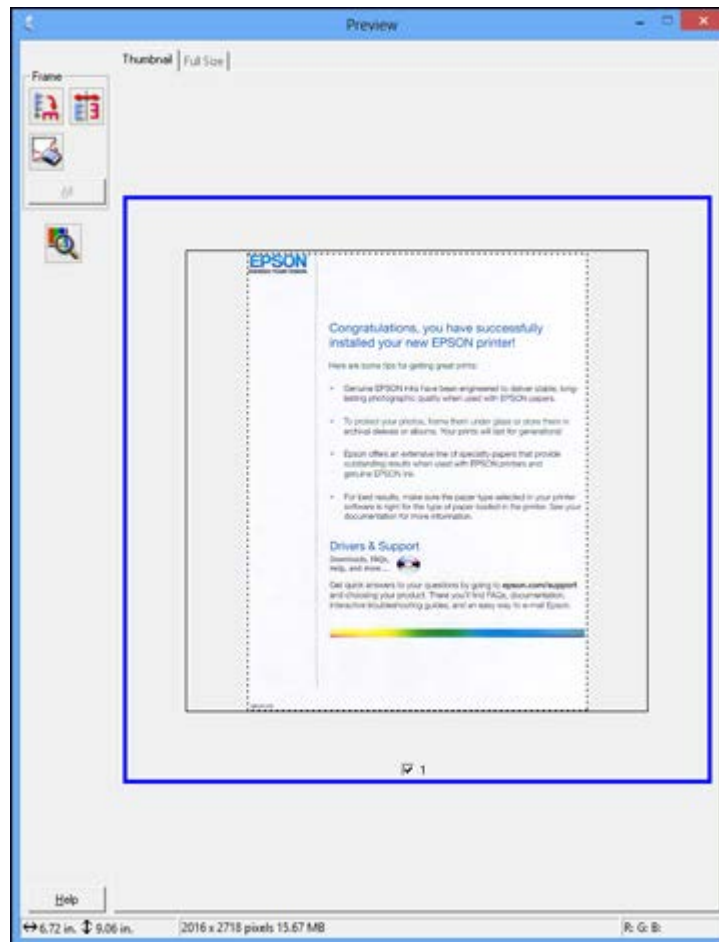 Preview
Thumbnail
Full Size
Frame
All
EPSON
Congratulations, you have successfully
installed your new EPSON printer!
Here are some tips for getting great prints:
• Genuine EPSON inks have been engineered to deliver stable, long-
lasting photographic quality when used with EPSON papers.
• To protect your photos, frame them under glass or store them in
archival sleeves or albums. Your prints will last for generations!
• Epson offers an extensive line of specialty papers that provide
outstanding results when used with EPSON printers and
genuine EPSON ink.
• For best results, make sure the paper type selected in your printer
software is right for the type of paper loaded in the printer. See your
documentation for more information.
Drivers & Support
Downloads, FAQs,
Help, and more...
Get quick answers to your questions by going to epson.com/support
and choosing your product. There you'll find FAQs, documentation,
interactive troubleshooting guides, and an easy way to e-mail Epson.
1
Help
6.72 in. 9.06 in.
2016 x 2718 pixels 15.67 MB
R: G: B: